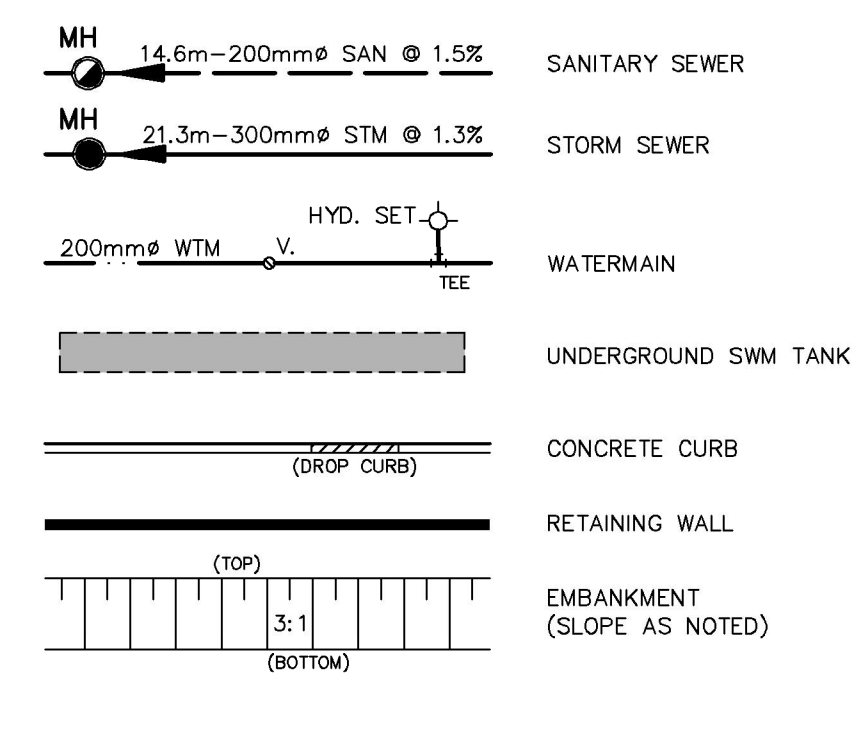 MH
14.6m-200mmø SAN @ 1.5%
SANITARY SEWER
MH
21.3m-300mmø STM @ 1.3%
STORM SEWER
HYD. SET
200mmø WTM
V.
TEE
WATERMAIN
UNDERGROUND SWM TANK
(DROP CURB)
CONCRETE CURB
RETAINING WALL
(TOP)
3:1
(BOTTOM)
EMBANKMENT
(SLOPE AS NOTED)